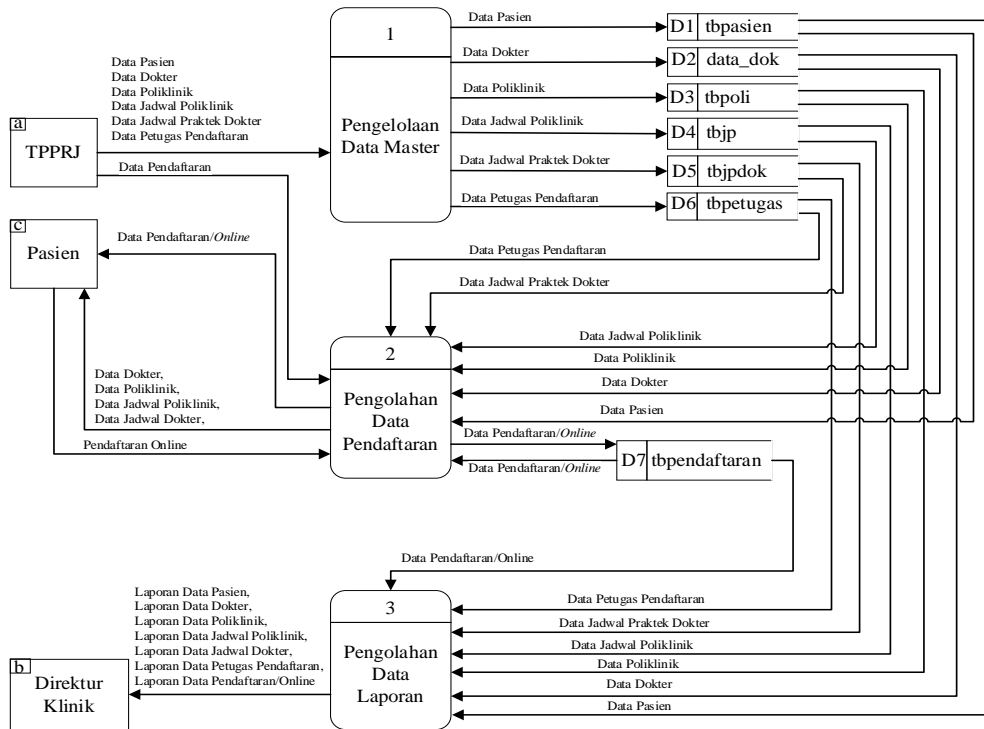 1
Pengelolaan
Data Master
Data Pasien
D1 tbpasien
Data Dokter
D2 data_dok
Data Poliklinik
D3 tbpoli
Data Jadwal Poliklinik
D4 tbjp
Data Jadwal Praktek Dokter
D5 tbjpdok
Data Petugas Pendaftaran
D6 tbpetugas
Data Pasien
Data Dokter
Data Poliklinik
Data Jadwal Poliklinik
Data Jadwal Praktek Dokter
Data Petugas Pendaftaran
a
TPPRJ
Data Pendaftaran
c
Pasien
Data Pendaftaran/Online
Data Petugas Pendaftaran
Data Jadwal Praktek Dokter
Data Jadwal Poliklinik
Data Poliklinik
Data Dokter
Data Pasien
2
Pengolahan
Data
Pendaftaran
Data Dokter,
Data Poliklinik,
Data Jadwal Poliklinik,
Data Jadwal Dokter,
Pendaftaran Online
Data Pendaftaran/Online
Data Pendaftaran/Online
D7 tbpendaftaran
Data Pendaftaran/Online
3
Pengolahan
Data
Laporan
Data Petugas Pendaftaran
Data Jadwal Praktek Dokter
Data Jadwal Poliklinik
Data Poliklinik
Data Dokter
Data Pasien
Laporan Data Pasien,
Laporan Data Dokter,
Laporan Data Poliklinik,
Laporan Data Jadwal Poliklinik,
Laporan Data Jadwal Dokter,
Laporan Data Petugas Pendaftaran,
Laporan Data Pendaftaran/Online
b
Direktur
Klinik